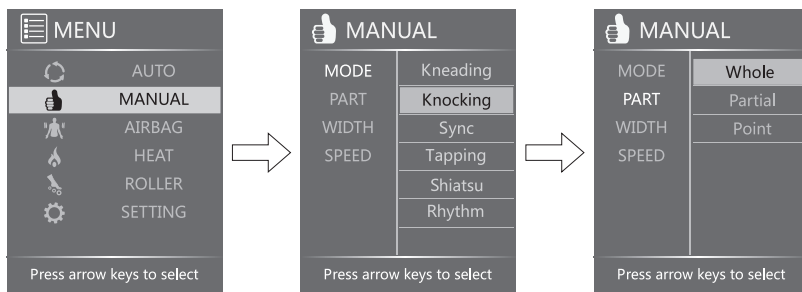 MENU
AUTO
MANUAL
AIRBAG
HEAT
ROLLER
SETTING
Press arrow keys to select
MANUAL
MODE Kneading
PART Knocking
WIDTH Sync
SPEED Tapping
Shiatsu
Rhythm
Press arrow keys to select
MANUAL
MODE Whole
PART Partial
WIDTH Point
SPEED
Press arrow keys to select